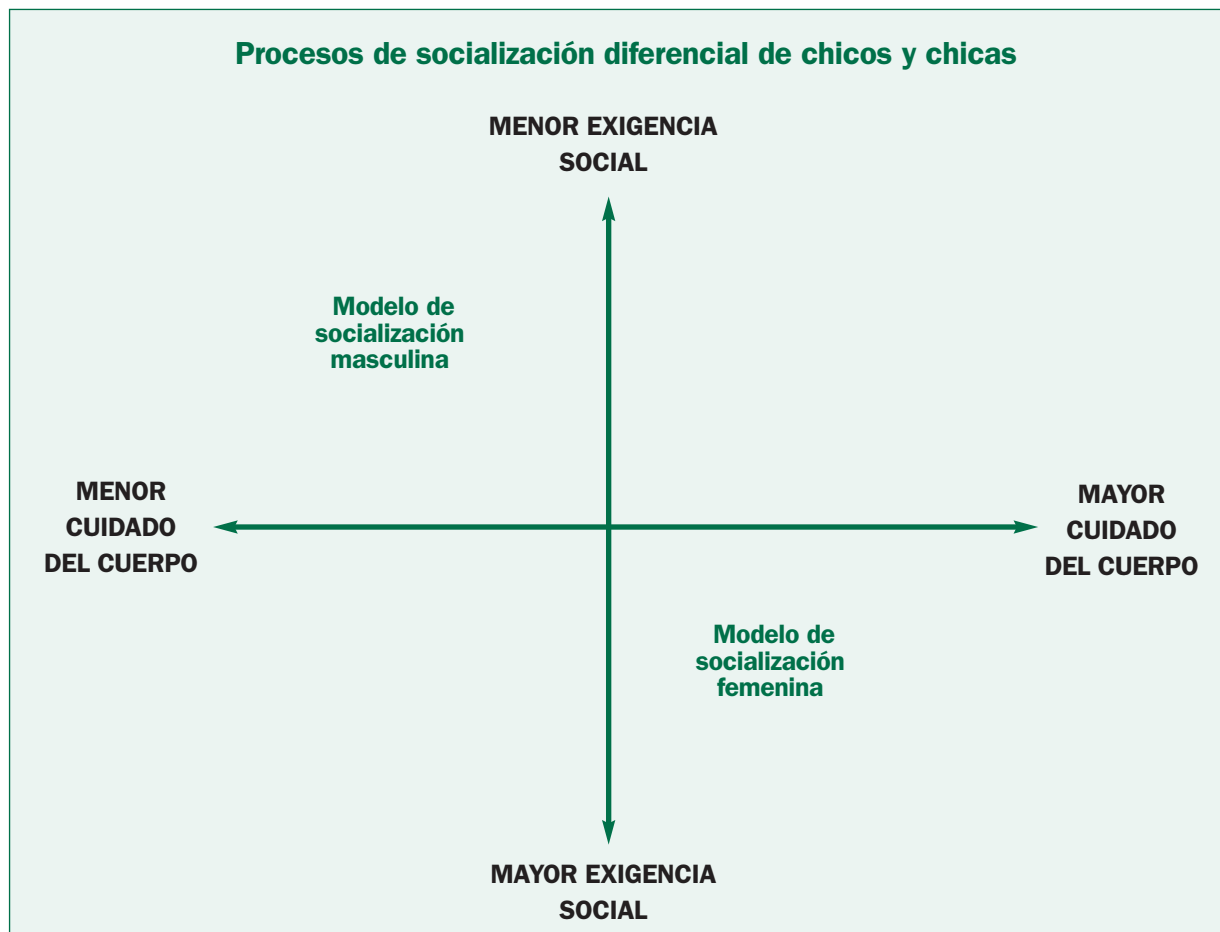 Procesos de socialización diferencial de chicos y chicas
MENOR EXIGENCIA
SOCIAL
Modelo de
socialización
masculina
MENOR
CUIDADO
DEL CUERPO
MAYOR
CUIDADO
DEL CUERPO
Modelo de
socialización
femenina
MAYOR EXIGENCIA
SOCIAL